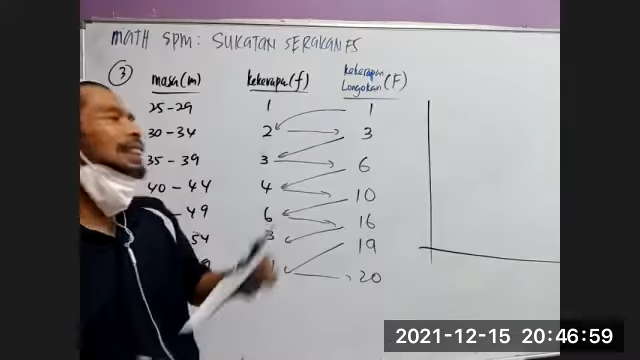 MATH SPM: SUKATAN SERAKAN F5
③ masa(m) kekerapan(f) kekerapan Longgokan (F)
25-29 1 1
30-34 2 3
35-39 3 6
40-44 4 10
-49 6 16
54 3 19
20
2021-12-15 20:46:59